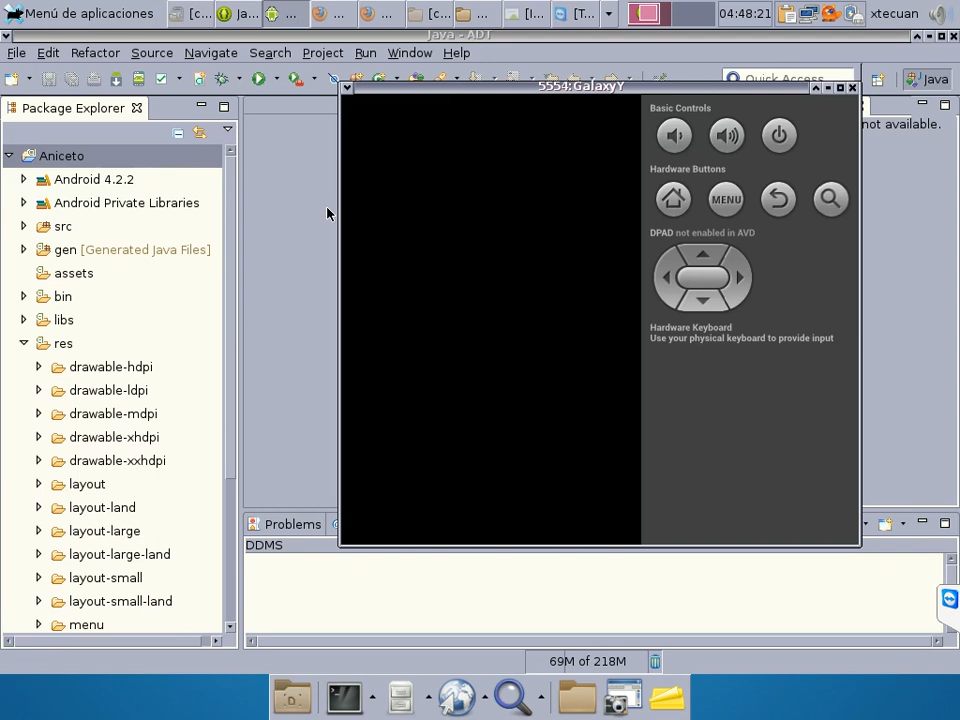 Menú de aplicaciones [c... Ja... ... ... ... [c... ... [I... [T... 04:48:21 xtecuan
Java - ADT
File Edit Refactor Source Navigate Search Project Run Window Help
Quick Access Java
5554:GalaxyY
Package Explorer
not available.
Basic Controls
Aniceto
Android 4.2.2
Hardware Buttons
Android Private Libraries
MENU
src
DPAD not enabled in AVD
gen [Generated Java Files]
assets
bin
libs
Hardware Keyboard
Use your physical keyboard to provide input
res
drawable-hdpi
drawable-ldpi
drawable-mdpi
drawable-xhdpi
drawable-xxhdpi
layout
layout-land
layout-large
layout-large-land
layout-small
layout-small-land
menu
Problems
DDMS
69M of 218M
D